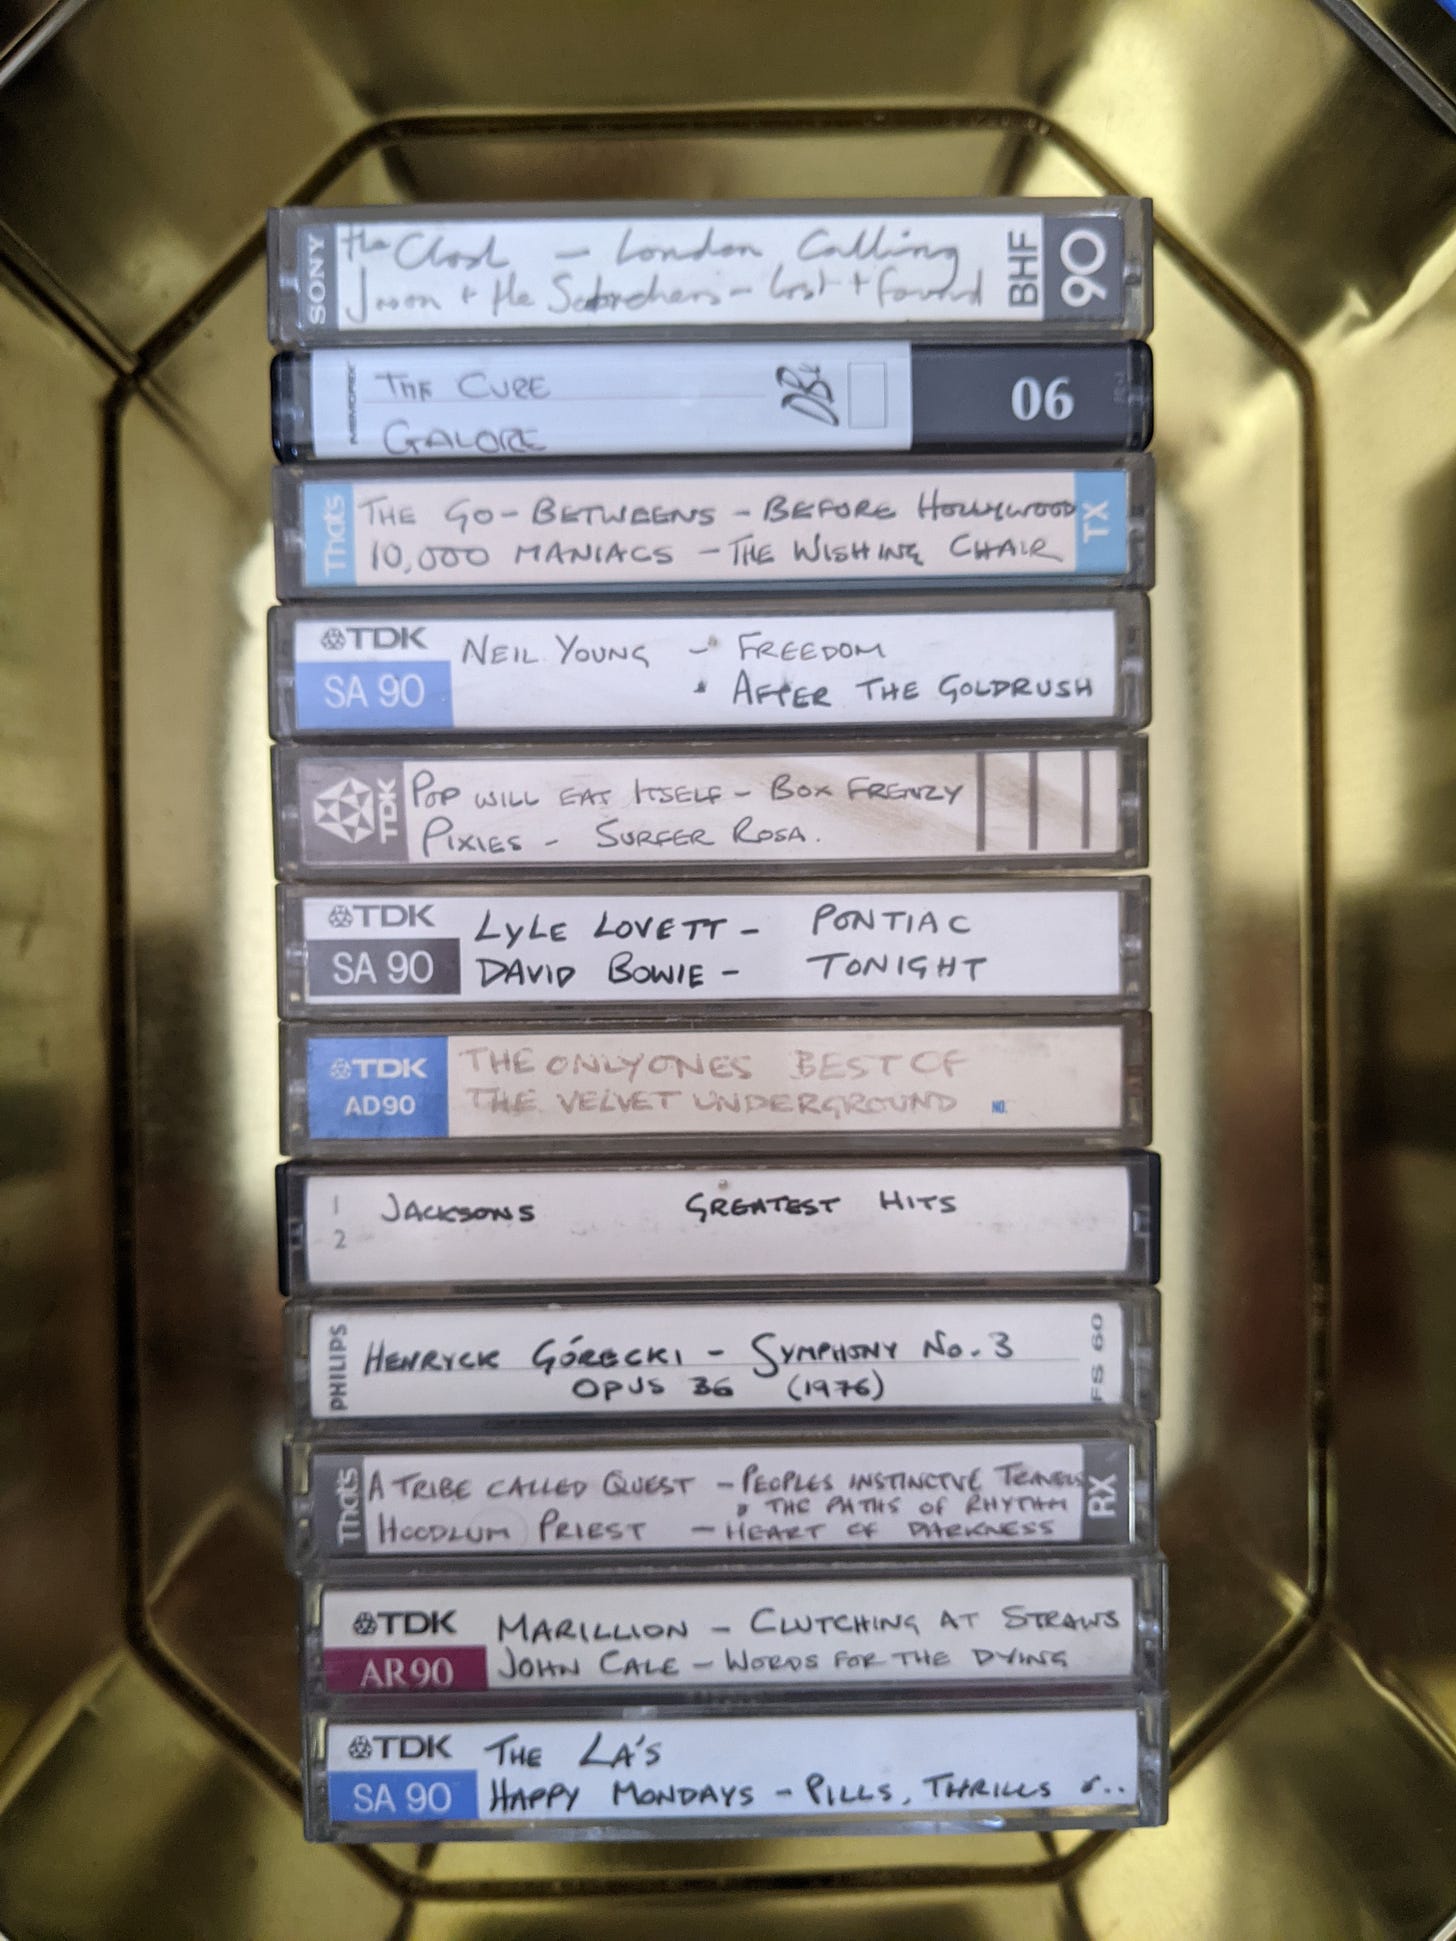 SONY
the Clash - London Calling
Jason + the Scorchers - Lost + Found
BHF
90
MEMOREX
THE CURE
GALORE
DBS
06
That's
THE GO-BETWEENS - BEFORE HOLLYWOOD
10,000 MANIACS - THE WISHING CHAIR
TX
TDK
SA 90
NEIL YOUNG - FREEDOM
• AFTER THE GOLDRUSH
TDK
POP WILL EAT ITSELF - BOX FRENZY
PIXIES - SURFER ROSA.
TDK
SA 90
LYLE LOVETT - PONTIAC
DAVID BOWIE - TONIGHT
TDK
AD90
THE ONLY ONES BEST OF
THE VELVET UNDERGROUND
NO.
1
2
JACKSONS GREATEST HITS
PHILIPS
HENRYCK GÓRECKI - SYMPHONY No. 3
OPUS 36 (1976)
FS 60
That's
A TRIBE CALLED QUEST - PEOPLES INSTINCTIVE TRAVELS
& THE PATHS OF RHYTHM
HOODLUM PRIEST - HEART OF DARKNESS
RX
TDK
AR90
MARILLION - CLUTCHING AT STRAWS
JOHN CALE - WORDS FOR THE DYING
TDK
SA 90
THE LA'S
HAPPY MONDAYS - PILLS, THRILLS &..